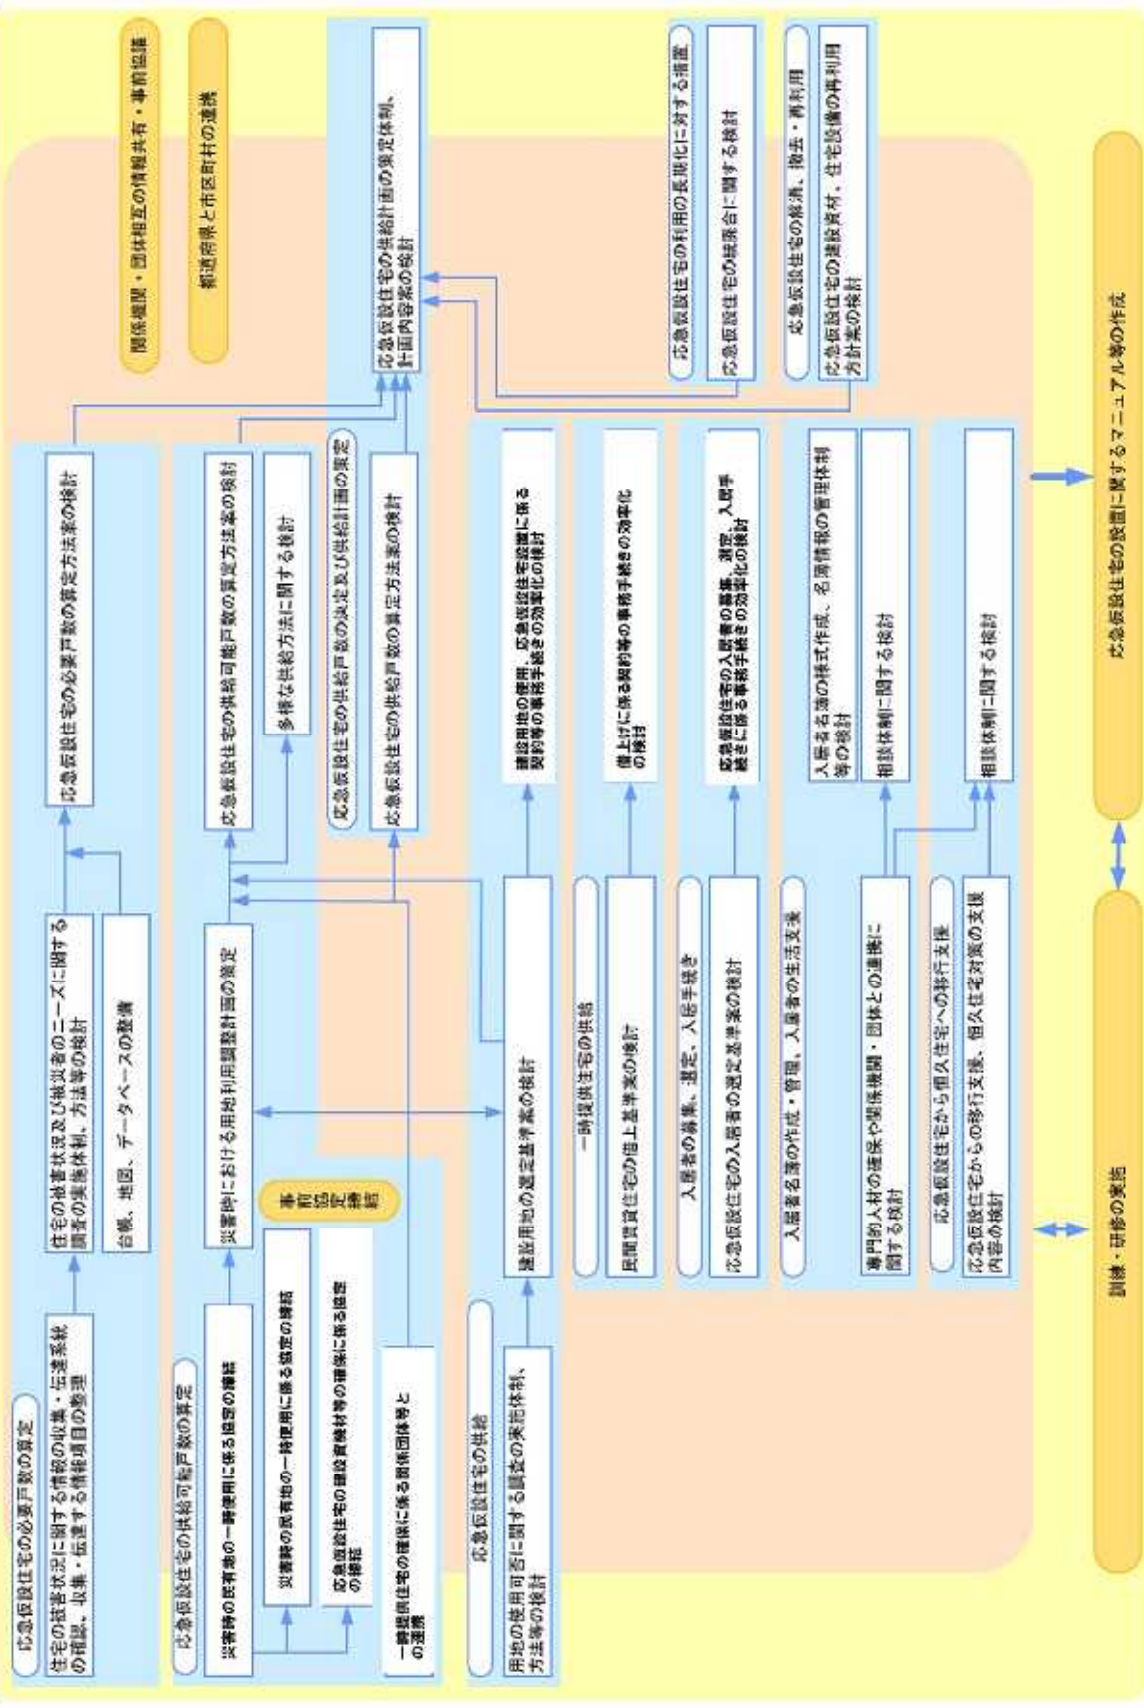 関係機関・団体相互の情報共有・事前協議
都道府県と市区町村の連携
応急仮設住宅の必要戸数の算定
住宅の被害状況に関する情報の収集・伝達系統
の確認、収集・伝達する情報項目の整理
住宅の被害状況及び被災者のニーズに関する
調査の実施体制、方法等の検討
台帳、地図、データベースの整備
応急仮設住宅の必要戸数の算定方法案の検討
応急仮設住宅の供給可能戸数の算定
災害時の民有地の一時使用に係る協定の締結
災害時の民有地の一時使用に係る協定の締結
応急仮設住宅の建設資機材等の確保に係る協定
の締結
一時提供住宅の確保に係る関係団体等と
の連携
事前
協定
締結
災害時における用地利用調整計画の策定
応急仮設住宅の供給可能戸数の算定方法案の検討
多様な供給方法に関する検討
応急仮設住宅の供給戸数の決定及び供給計画の策定
応急仮設住宅の供給戸数の算定方法案の検討
応急仮設住宅の供給計画の策定体制、
計画内容案の検討
応急仮設住宅の供給
用地の使用可否に関する調査の実施体制、
方法等の検討
建設用地の選定基準案の検討
建設用地の使用、応急仮設住宅設置に係る
契約等の事務手続きの効率化の検討
一時提供住宅の供給
民間賃貸住宅の借上基準案の検討
借上げに係る契約等の事務手続きの効率化
の検討
入居者の募集、選定、入居手続き
応急仮設住宅の入居者の選定基準案の検討
応急仮設住宅の入居者の募集、選定、入居手
続きに係る事務手続きの効率化の検討
入居者名簿の作成・管理、入居者の生活支援
専門的人材の確保や関係機関・団体との連携に
関する検討
入居者名簿の様式作成、名簿情報の管理体制
等の検討
相談体制に関する検討
応急仮設住宅から恒久住宅への移行支援
応急仮設住宅からの移行支援、恒久住宅対策の支援
内容の検討
相談体制に関する検討
応急仮設住宅の利用の長期化に対する措置
応急仮設住宅の統廃合に関する検討
応急仮設住宅の解消、撤去・再利用
応急仮設住宅の建設資材、住宅設備の再利用
方針案の検討
訓練・研修の実施
応急仮設住宅の設置に関するマニュアル等の作成